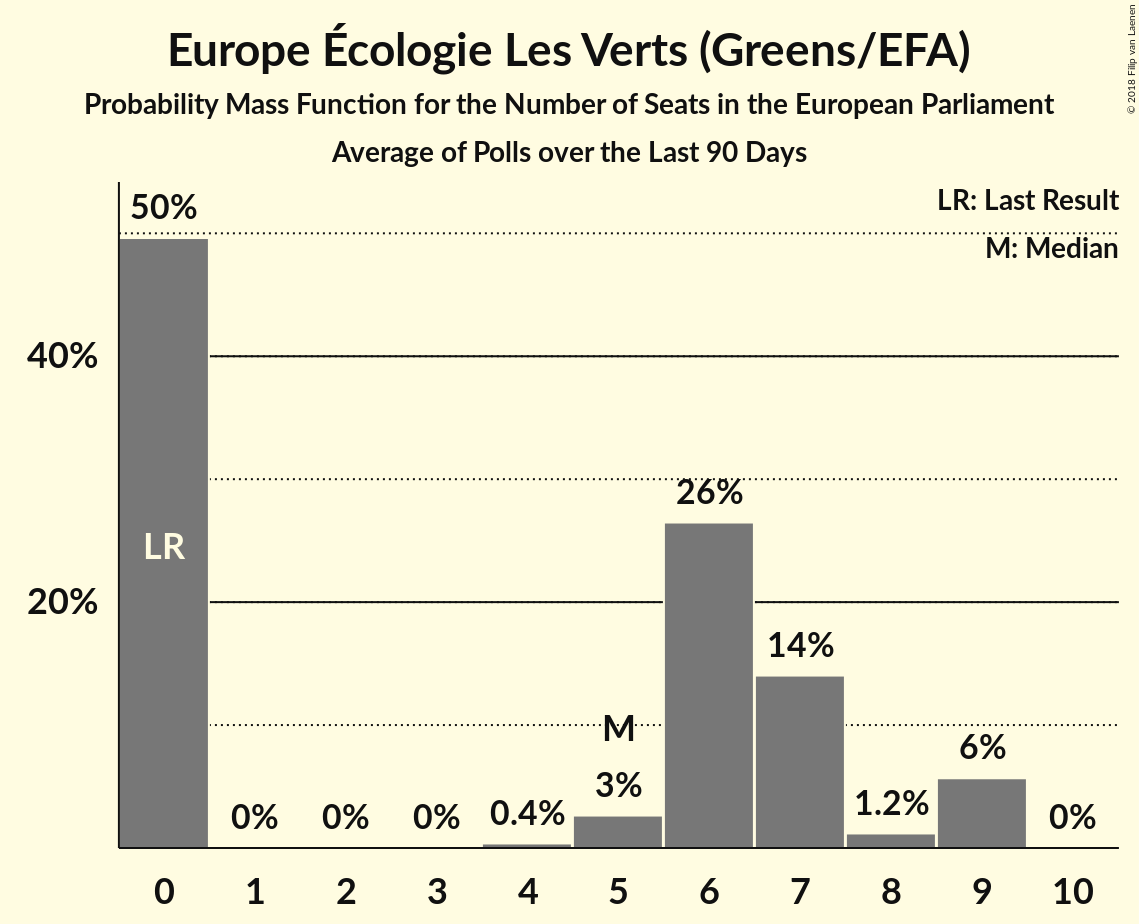 Europe Écologie Les Verts (Greens/EFA)
Probability Mass Function for the Number of Seats in the European Parliament
Average of Polls over the Last 90 Days
© 2018 Filip van Laenen
LR: Last Result
M: Median
50%
40%
20%
LR
0%
0%
0%
0.4%
M
3%
26%
14%
1.2%
6%
0%
0 1 2 3 4 5 6 7 8 9 10